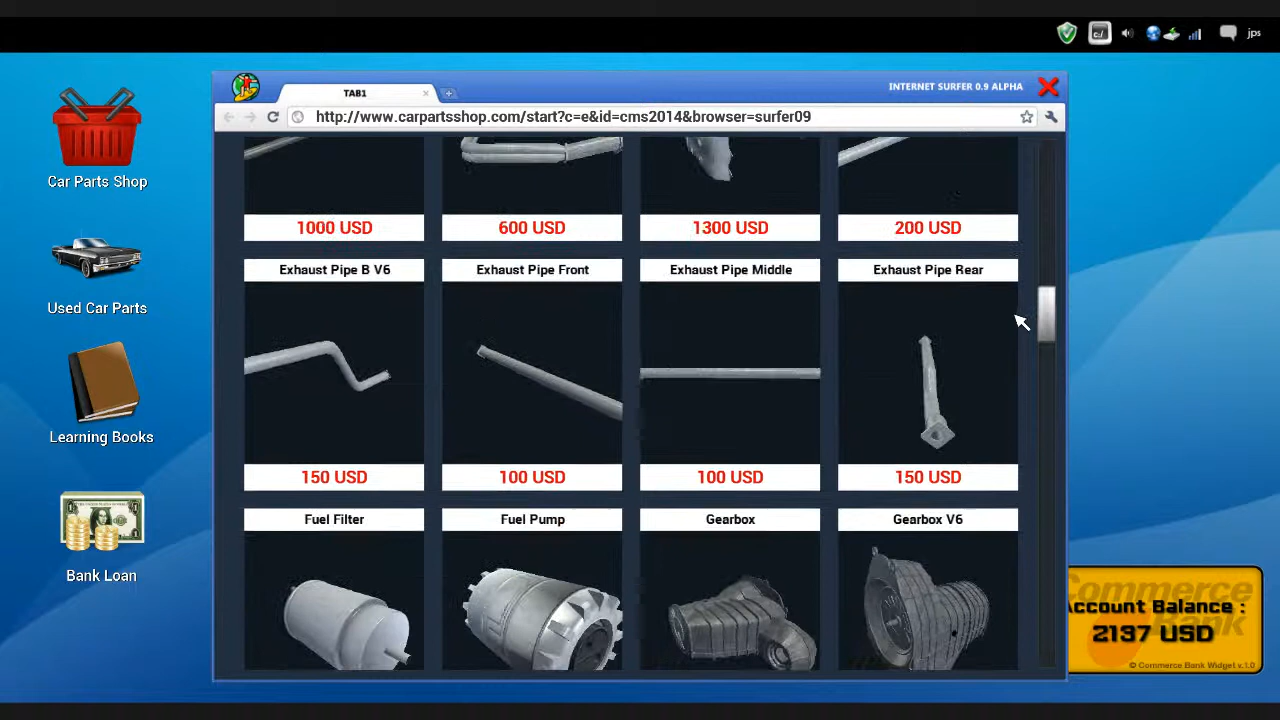 c:/
jps
TAB1
INTERNET SURFER 0.9 ALPHA
http://www.carpartsshop.com/start?c=e&id=cms2014&browser=surfer09
Car Parts Shop
Used Car Parts
Learning Books
Bank Loan
1000 USD
600 USD
1300 USD
200 USD
Exhaust Pipe B V6
Exhaust Pipe Front
Exhaust Pipe Middle
Exhaust Pipe Rear
150 USD
100 USD
100 USD
150 USD
Fuel Filter
Fuel Pump
Gearbox
Gearbox V6
Commerce
Bank
Account Balance :
2137 USD
© Commerce Bank Widget v.1.0